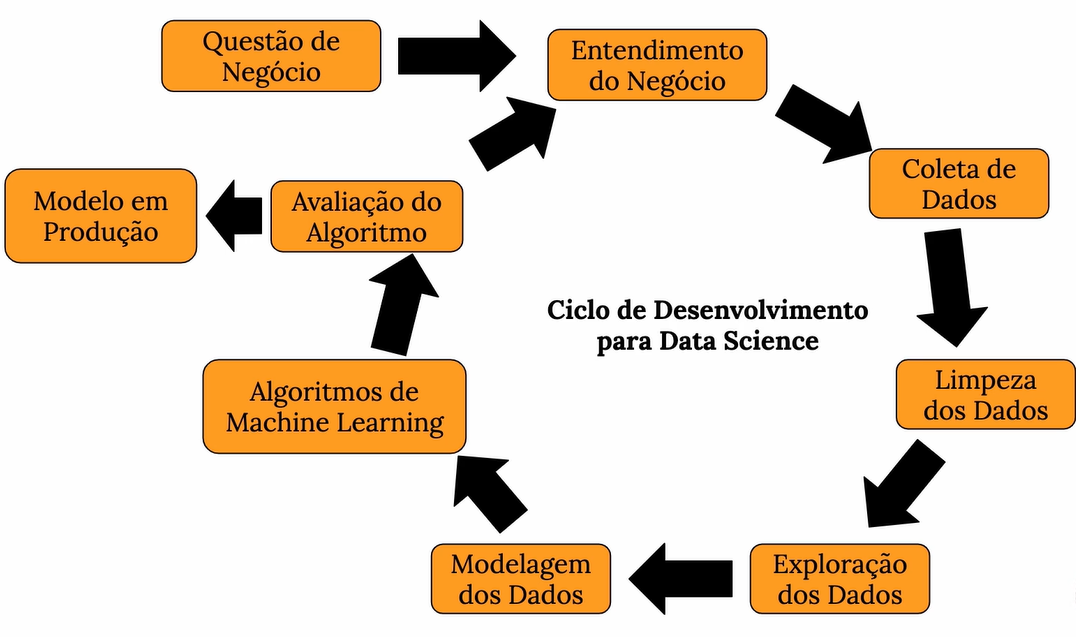 Questão de
Negócio
Entendimento
do Negócio
Coleta de
Dados
Modelo em
Produção
Avaliação do
Algoritmo
Ciclo de Desenvolvimento
para Data Science
Limpeza
dos Dados
Algoritmos de
Machine Learning
Modelagem
dos Dados
Exploração
dos Dados